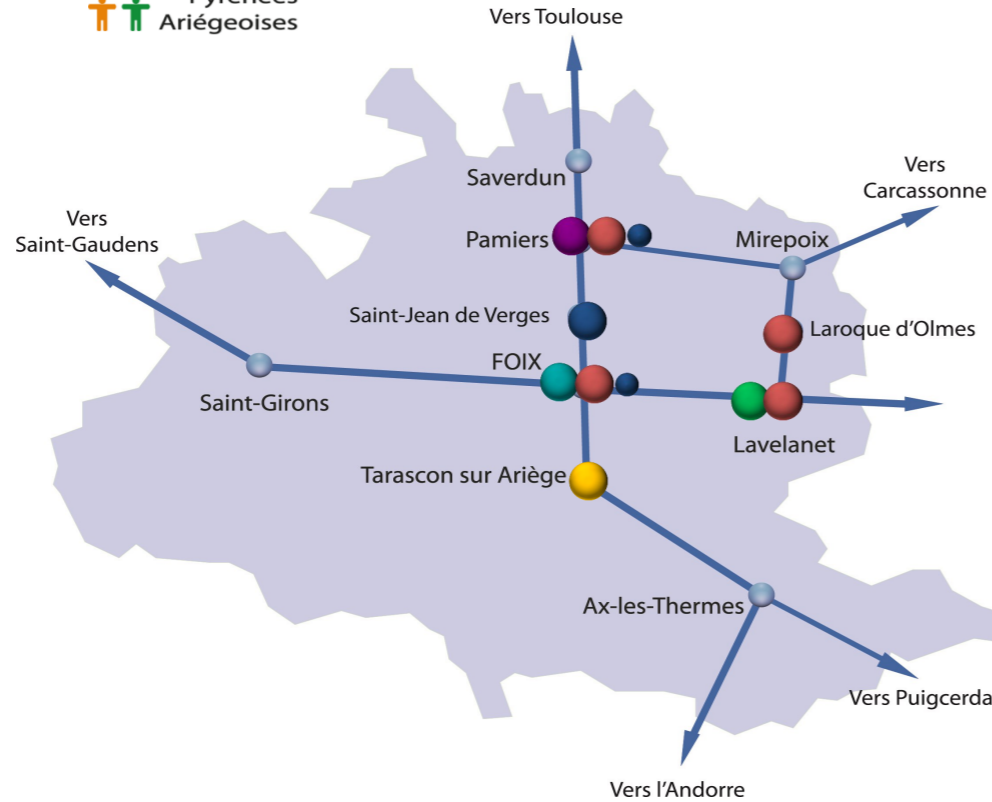 Pyrénées
Ariégeoises
Vers Toulouse
Vers
Carcassonne
Saverdun
Vers
Saint-Gaudens
Pamiers
Mirepoix
Saint-Jean de Verges
Laroque d'Olmes
FOIX
Saint-Girons
Lavelanet
Tarascon sur Ariège
Ax-les-Thermes
Vers Puigcerda
Vers l'Andorre